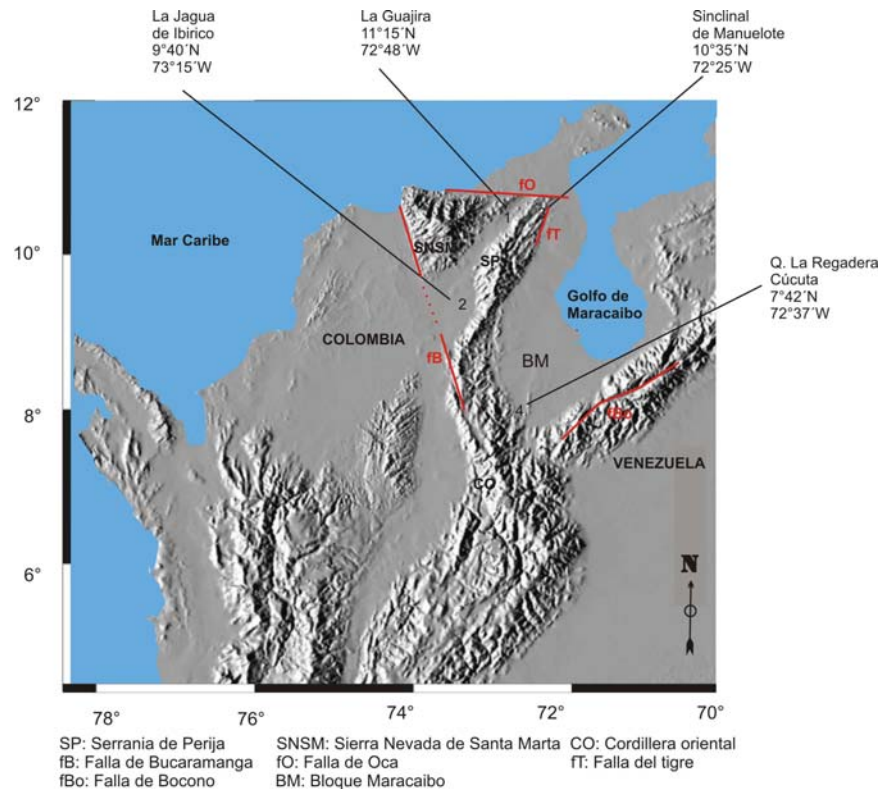 La Jagua
de Ibirico
9°40´N
73°15´W
La Guajira
11°15´N
72°48´W
Sinclinal
de Manuelote
10°35´N
72°25´W
12°
fO
1
Mar Caribe
SNSM
fT
SP
10°
Q. La Regadera
Cúcuta
7°42´N
72°37´W
2
Golfo de
Maracaibo
COLOMBIA
fB
BM
8°
fBo
VENEZUELA
CO
6°
N
78°
76°
74°
72°
70°
SP: Serrania de Perija
SNSM: Sierra Nevada de Santa Marta
CO: Cordillera oriental
fB: Falla de Bucaramanga
fO: Falla de Oca
fT: Falla del tigre
fBo: Falla de Bocono
BM: Bloque Maracaibo